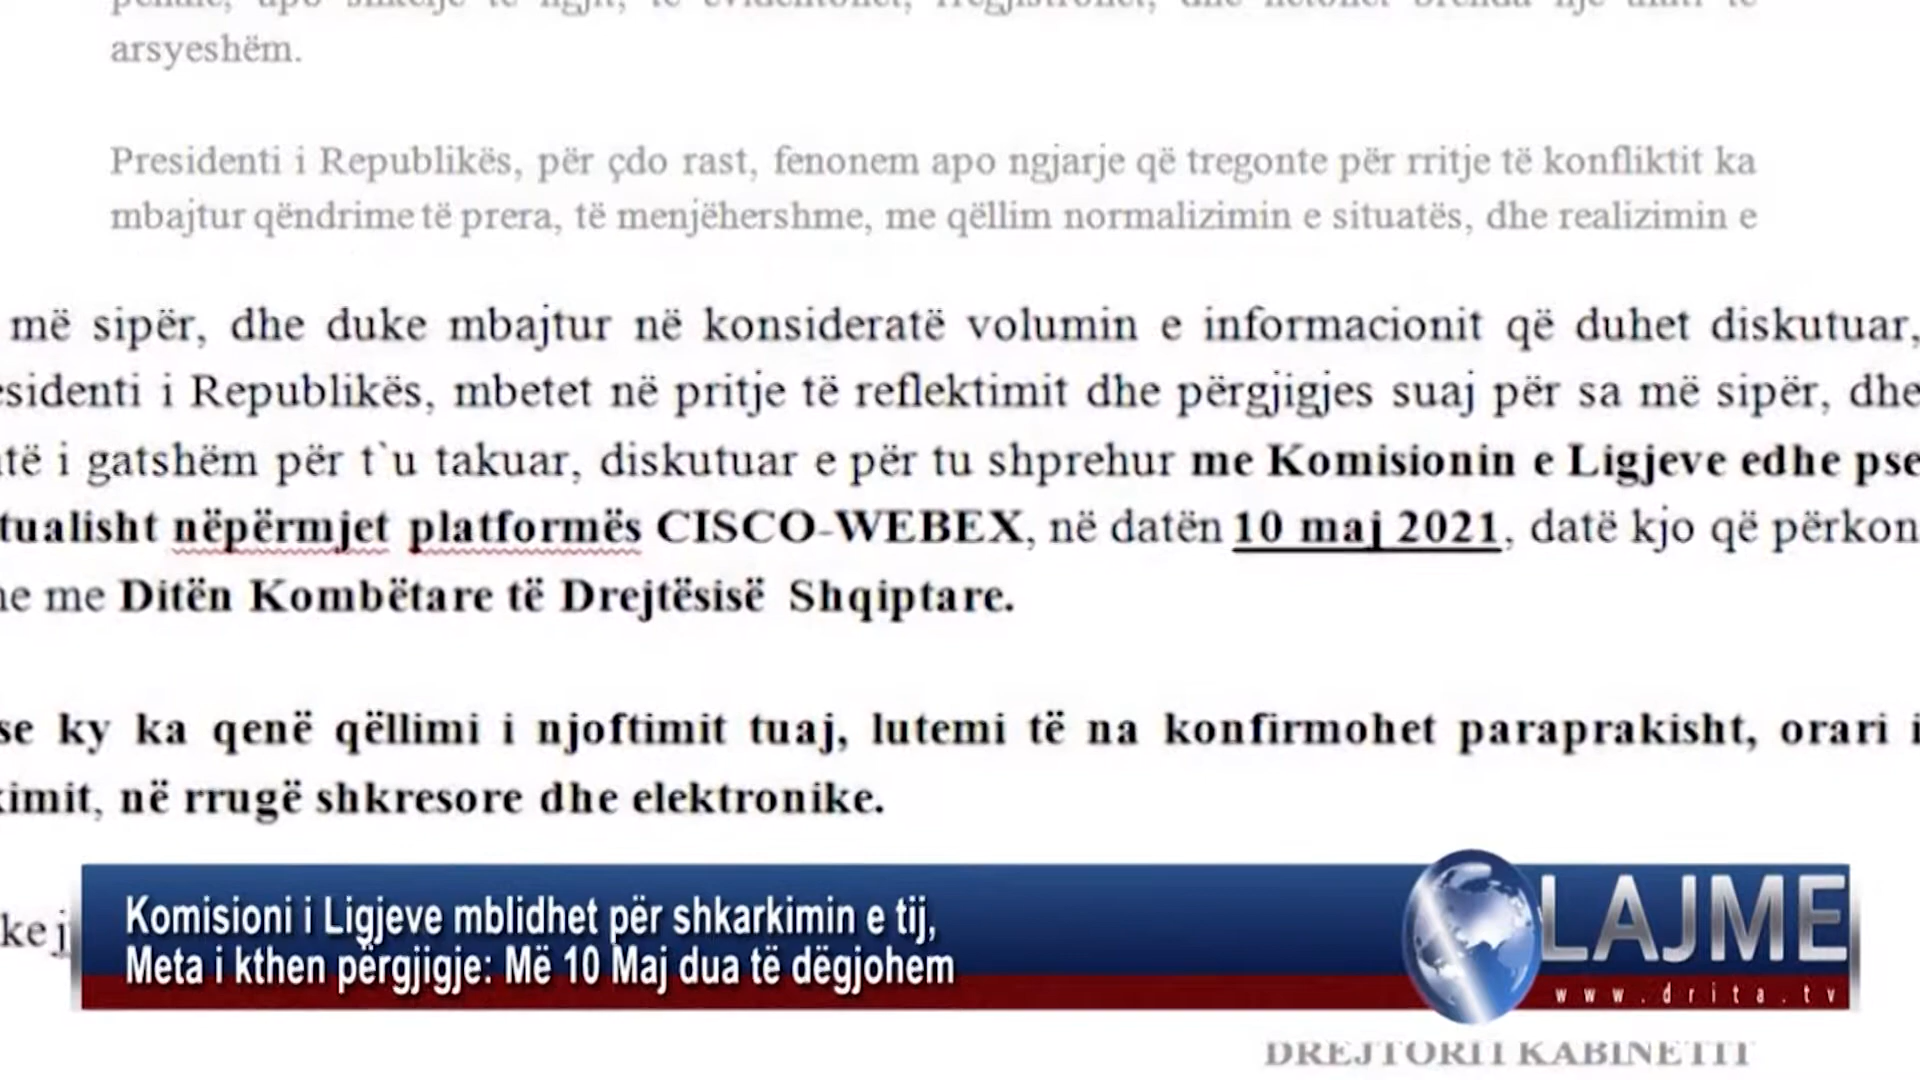 arsyeshëm.
Presidenti i Republikës, për çdo rast, fenonem apo ngjarje që tregonte për rritje të konfliktit ka
mbajtur qëndrime të prera, të menjëhershme, me qëllim normalizimin e situatës, dhe realizimin e
më sipër, dhe duke mbajtur në konsideratë volumin e informacionit që duhet diskutuar,
esidenti i Republikës, mbetet në pritje të reflektimit dhe përgjigjes suaj për sa më sipër, dhe
të i gatshëm për t`u takuar, diskutuar e për tu shprehur me Komisionin e Ligjeve edhe pse
tualisht nëpërmjet platformës CISCO-WEBEX, në datën 10 maj 2021, datë kjo që përkon
me Ditën Kombëtare të Drejtësisë Shqiptare.
se ky ka qenë qëllimi i njoftimit tuaj, lutemi të na konfirmohet paraprakisht, orari i
kimit, në rrugë shkresore dhe elektronike.
Komisioni i Ligjeve mblidhet për shkarkimin e tij,
Meta i kthen përgjigje: Më 10 Maj dua të dëgjohem
LAJME
www.drita.tv
DREJTORI I KABINETIT